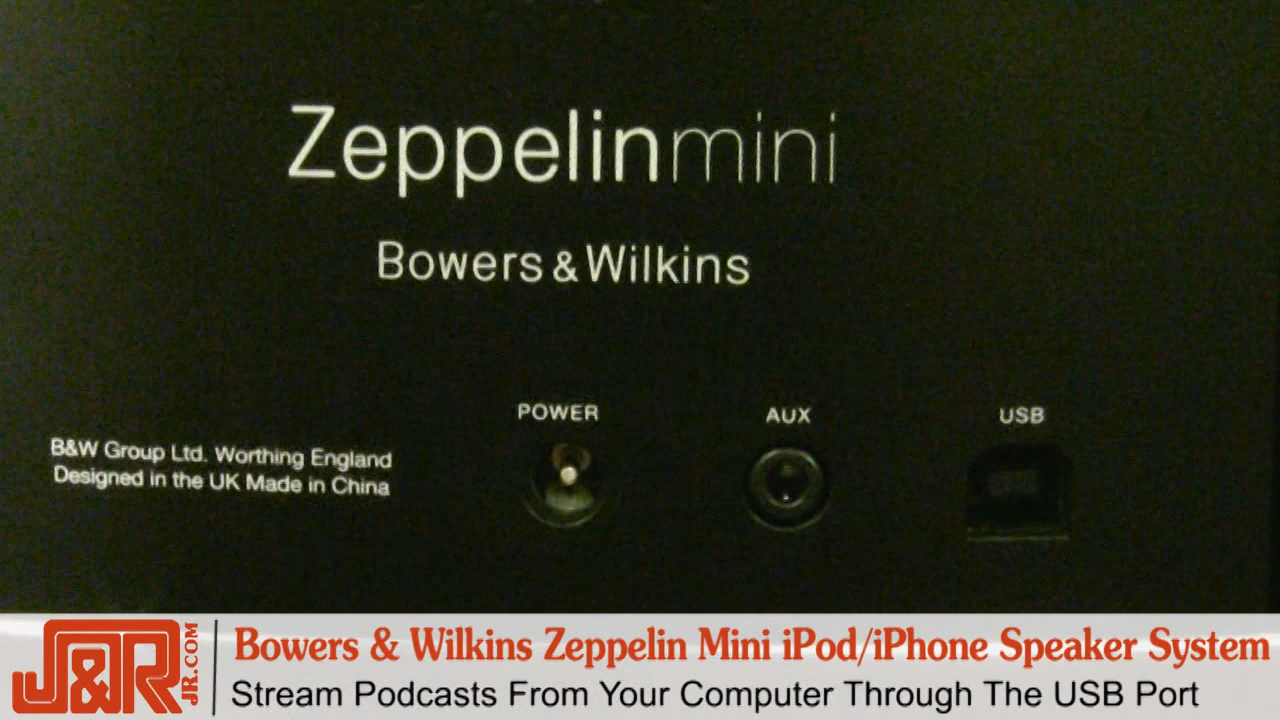 Zeppelinmini
Bowers & Wilkins
POWER
AUX
USB
B&W Group Ltd. Worthing England
Designed in the UK Made in China
J&R
JR.COM
Bowers & Wilkins Zeppelin Mini iPod/iPhone Speaker System
Stream Podcasts From Your Computer Through The USB Port